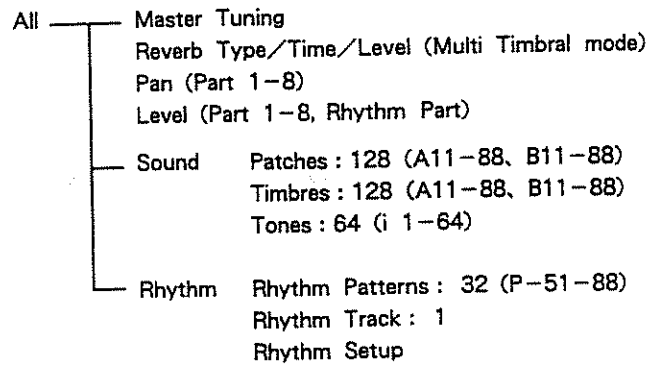 All Master Tuning
Reverb Type／Time／Level (Multi Timbral mode)
Pan (Part 1－8)
Level (Part 1－8, Rhythm Part)
Sound Patches : 128 (A11－88、B11－88)
Timbres : 128 (A11－88、B11－88)
Tones : 64 (i 1－64)
Rhythm Rhythm Patterns : 32 (P－51－88)
Rhythm Track : 1
Rhythm Setup